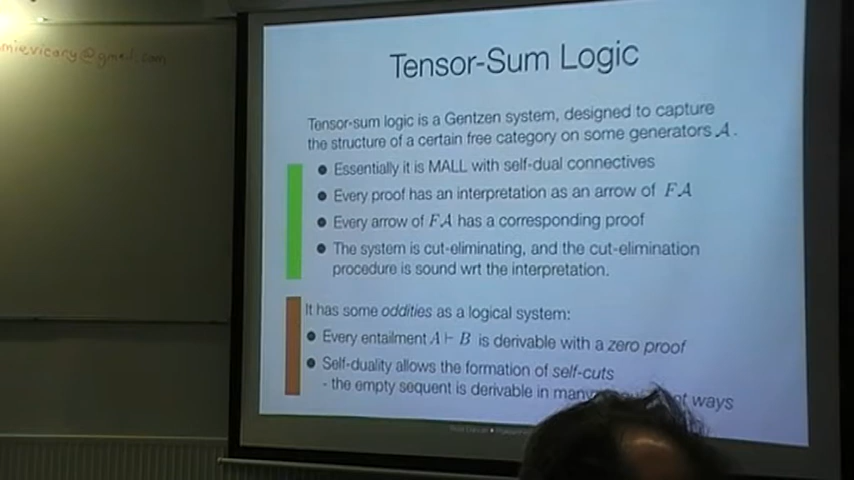 mievicary@gmail.com
Tensor-Sum Logic
Tensor-sum logic is a Gentzen system, designed to capture
the structure of a certain free category on some generators A.
● Essentially it is MALL with self-dual connectives
● Every proof has an interpretation as an arrow of FA
● Every arrow of FA has a corresponding proof
● The system is cut-eliminating, and the cut-elimination
procedure is sound wrt the interpretation.
It has some oddities as a logical system:
● Every entailment A ⊢ B is derivable with a zero proof
● Self-duality allows the formation of self-cuts
- the empty sequent is derivable in many ways